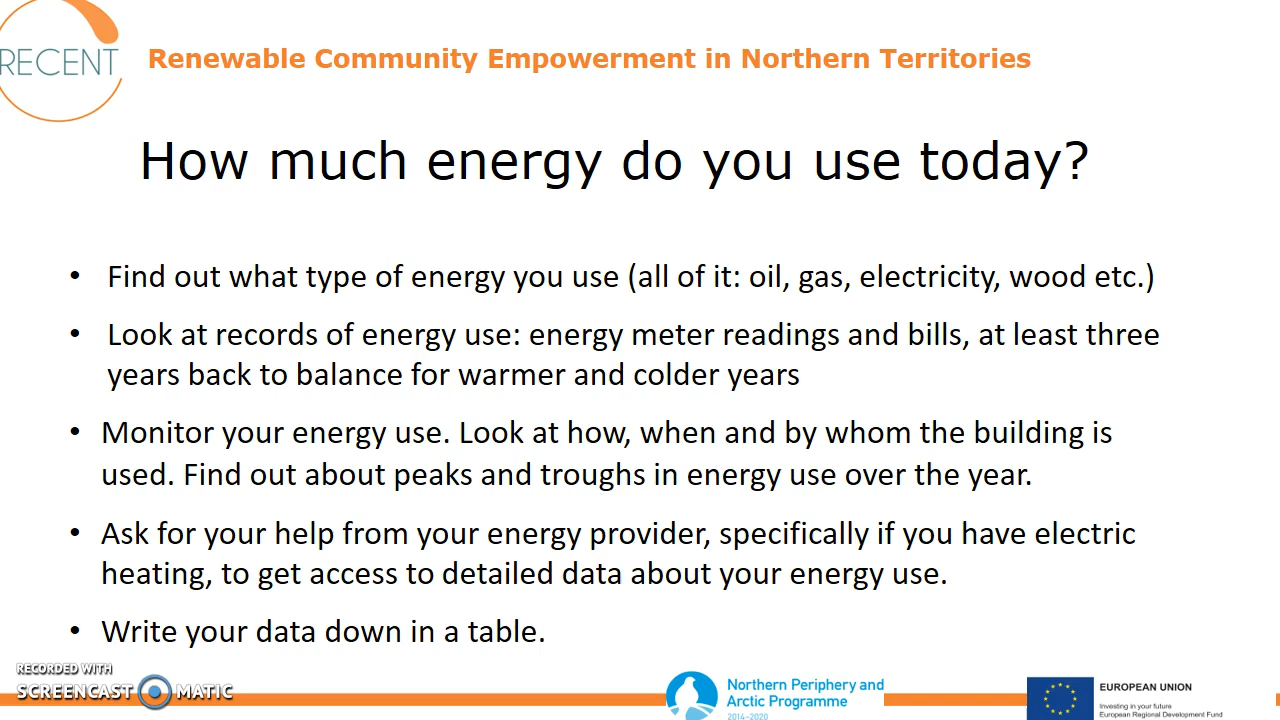 RECENT
Renewable Community Empowerment in Northern Territories
How much energy do you use today?
• Find out what type of energy you use (all of it: oil, gas, electricity, wood etc.)
• Look at records of energy use: energy meter readings and bills, at least three
years back to balance for warmer and colder years
• Monitor your energy use. Look at how, when and by whom the building is
used. Find out about peaks and troughs in energy use over the year.
• Ask for your help from your energy provider, specifically if you have electric
heating, to get access to detailed data about your energy use.
• Write your data down in a table.
RECORDED WITH
SCREENCAST MATIC
Northern Periphery and
Arctic Programme
2014–2020
EUROPEAN UNION
Investing in your future
European Regional Development Fund